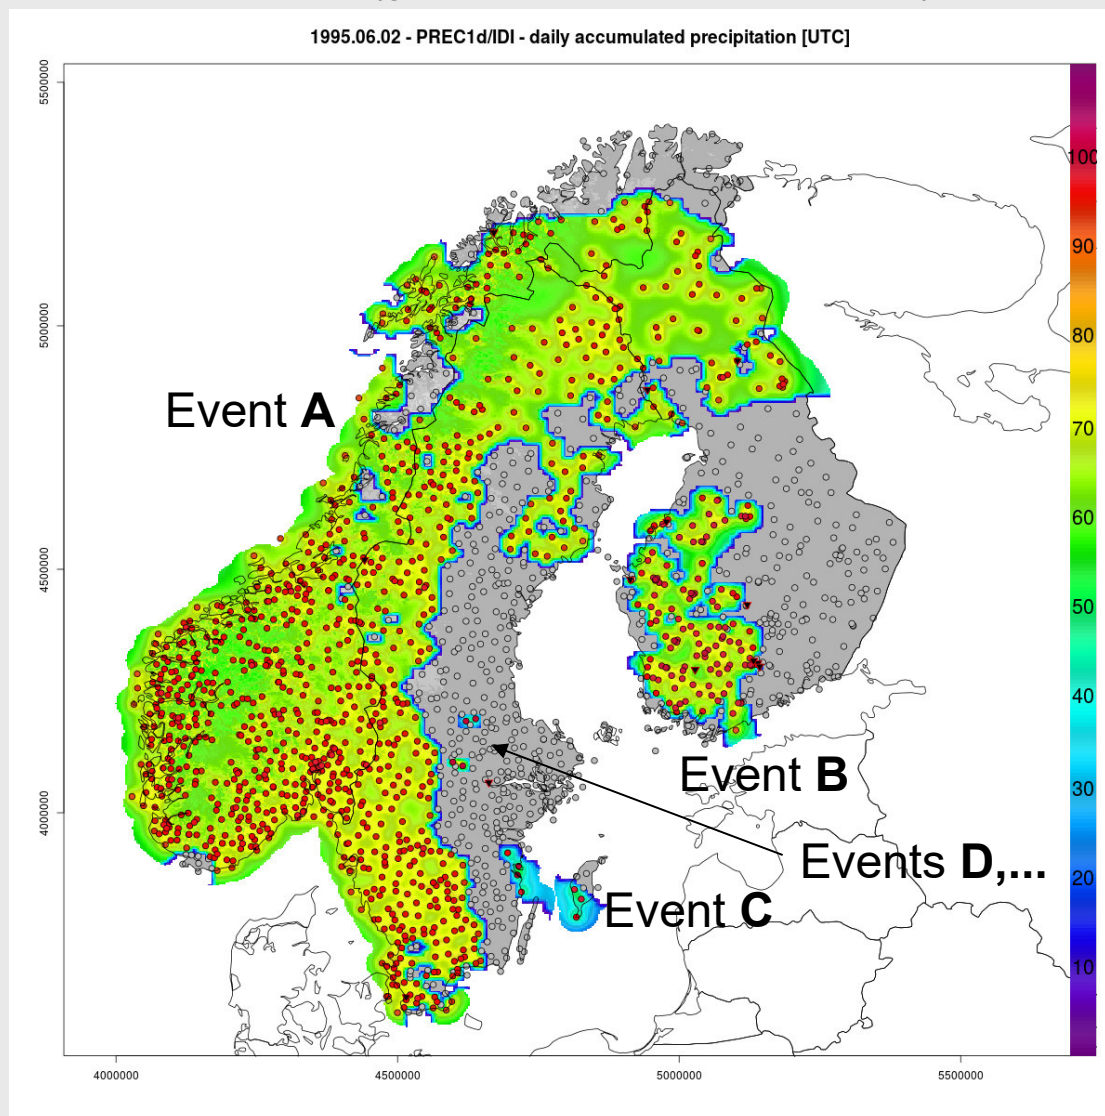 1995.06.02 - PREC1d/IDI - daily accumulated precipitation [UTC]
5500000
5000000
4500000
4000000
100
90
80
70
60
50
40
30
20
10
Event A
Event B
Events D,...
Event C
4000000 4500000 5000000 5500000